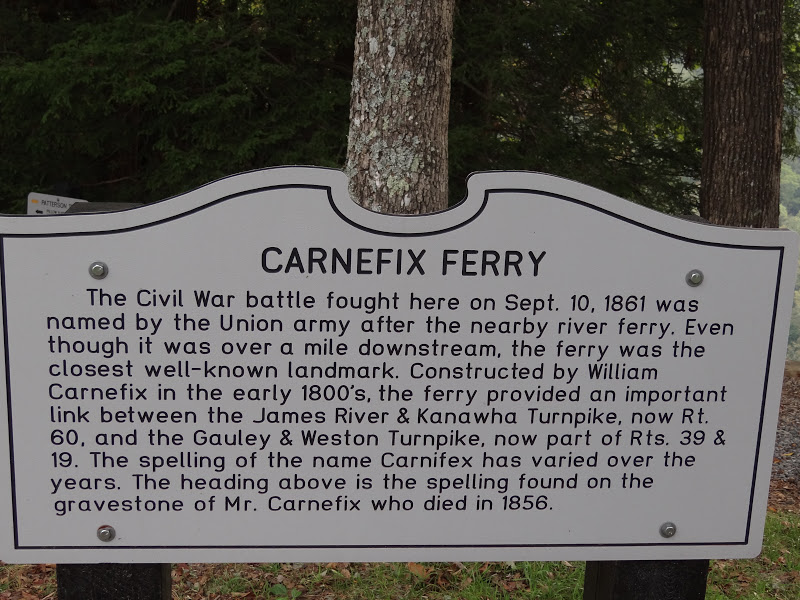 PATTERSON
CARNEFIX FERRY
The Civil War battle fought here on Sept. 10, 1861 was
named by the Union army after the nearby river ferry. Even
though it was over a mile downstream, the ferry was the
closest well-known landmark. Constructed by William
Carnefix in the early 1800's, the ferry provided an important
link between the James River & Kanawha Turnpike, now Rt.
60, and the Gauley & Weston Turnpike, now part of Rts. 39 &
19. The spelling of the name Carnifex has varied over the
years. The heading above is the spelling found on the
gravestone of Mr. Carnefix who died in 1856.